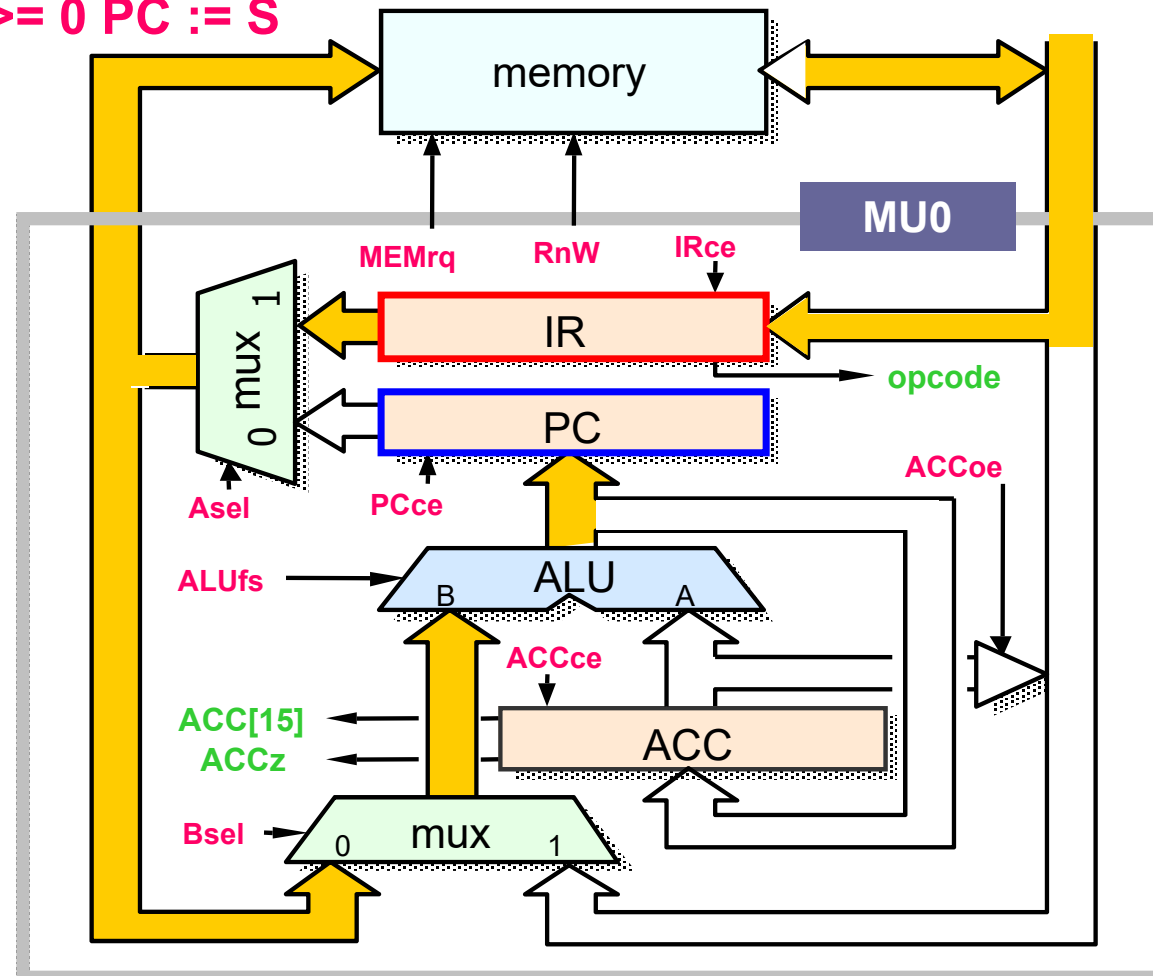 >= 0 PC := S
memory
MU0
MEMrq
RnW
IRce
mux
1
0
IR
opcode
PC
ACCoe
Asel
PCce
ALUfs
ALU
B
A
ACCce
ACC[15]
ACCz
ACC
Bsel
mux
0
1